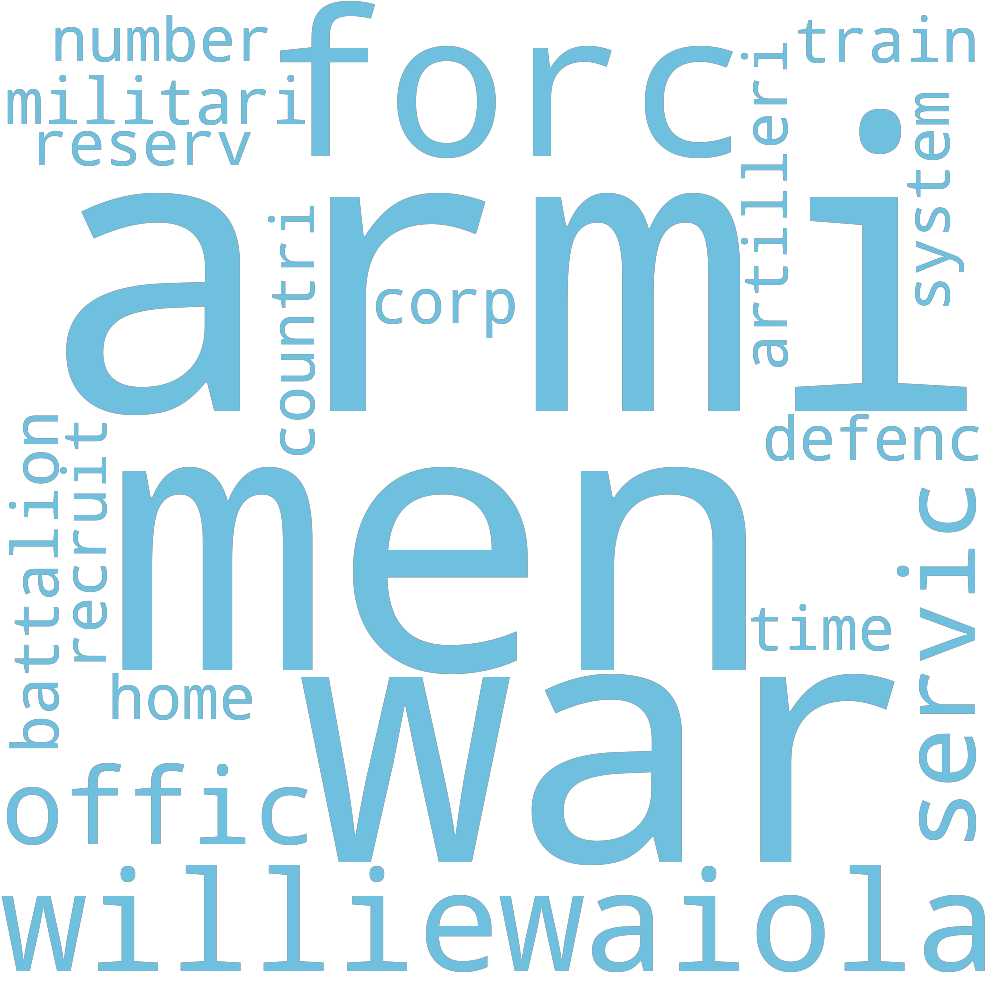 number
forc
train
militari
reserv
artilleri
system
armi
countri
corp
defenc
battalion
recruit
men
servic
time
home
war
offic
williewaiola